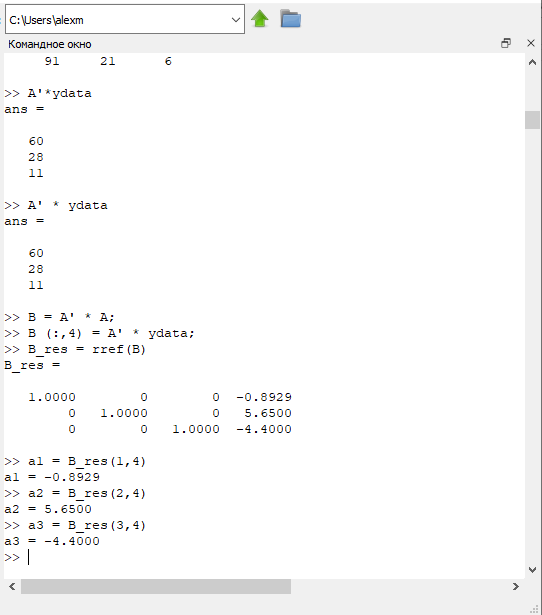 C:\Users\alexm
Командное окно
91 21 6
>> A'*ydata
ans =
60
28
11
>> A' * ydata
ans =
60
28
11
>> B = A' * A;
>> B (:,4) = A' * ydata;
>> B_res = rref(B)
B_res =
1.0000 0 0 -0.8929
0 1.0000 0 5.6500
0 0 1.0000 -4.4000
>> a1 = B_res(1,4)
a1 = -0.8929
>> a2 = B_res(2,4)
a2 = 5.6500
>> a3 = B_res(3,4)
a3 = -4.4000
>>